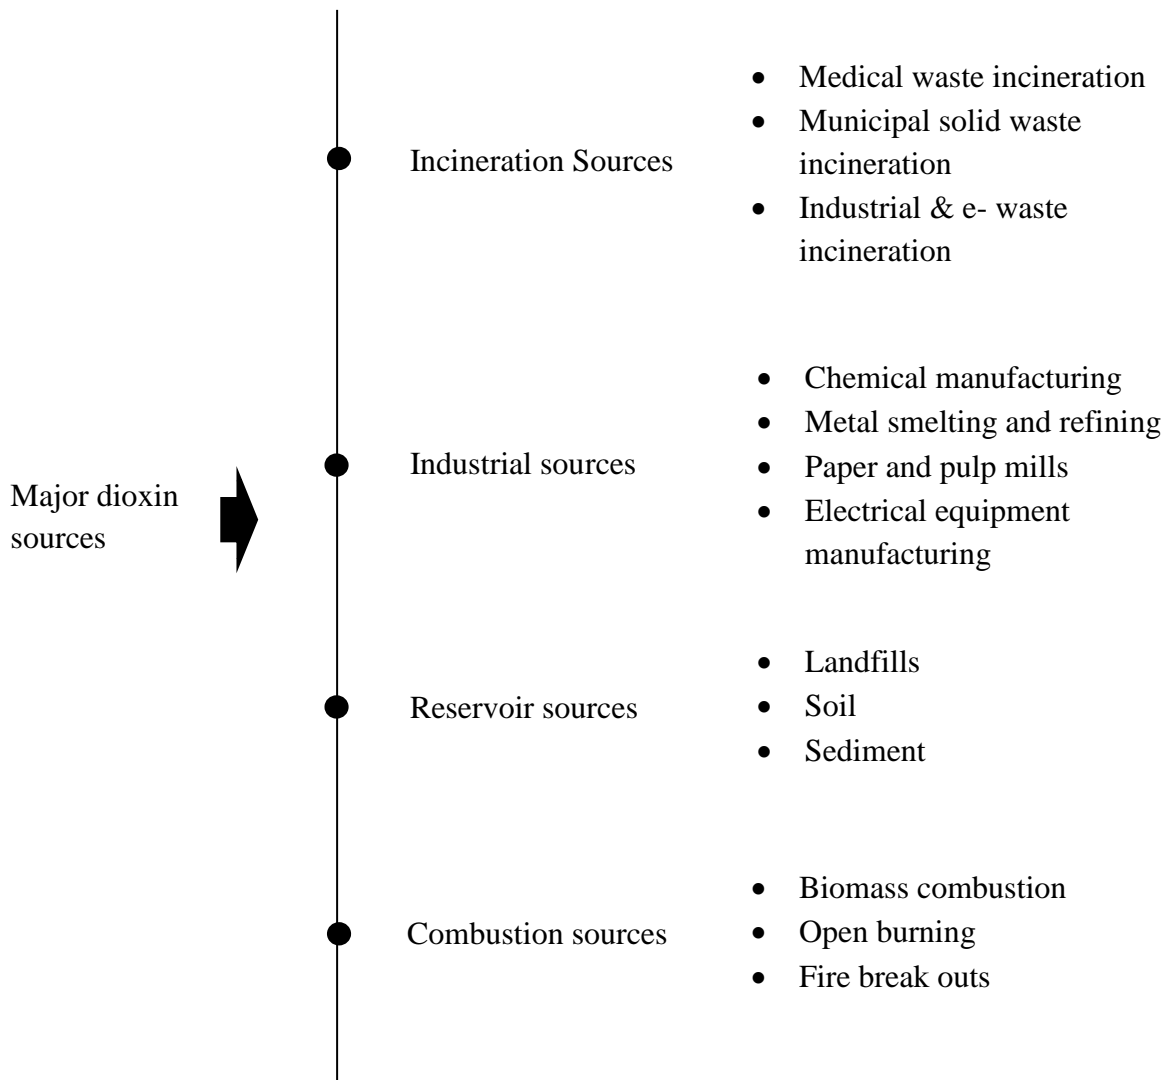 Major dioxin
sources
Incineration Sources
• Medical waste incineration
• Municipal solid waste
incineration
• Industrial & e- waste
incineration
Industrial sources
• Chemical manufacturing
• Metal smelting and refining
• Paper and pulp mills
• Electrical equipment
manufacturing
Reservoir sources
• Landfills
• Soil
• Sediment
Combustion sources
• Biomass combustion
• Open burning
• Fire break outs